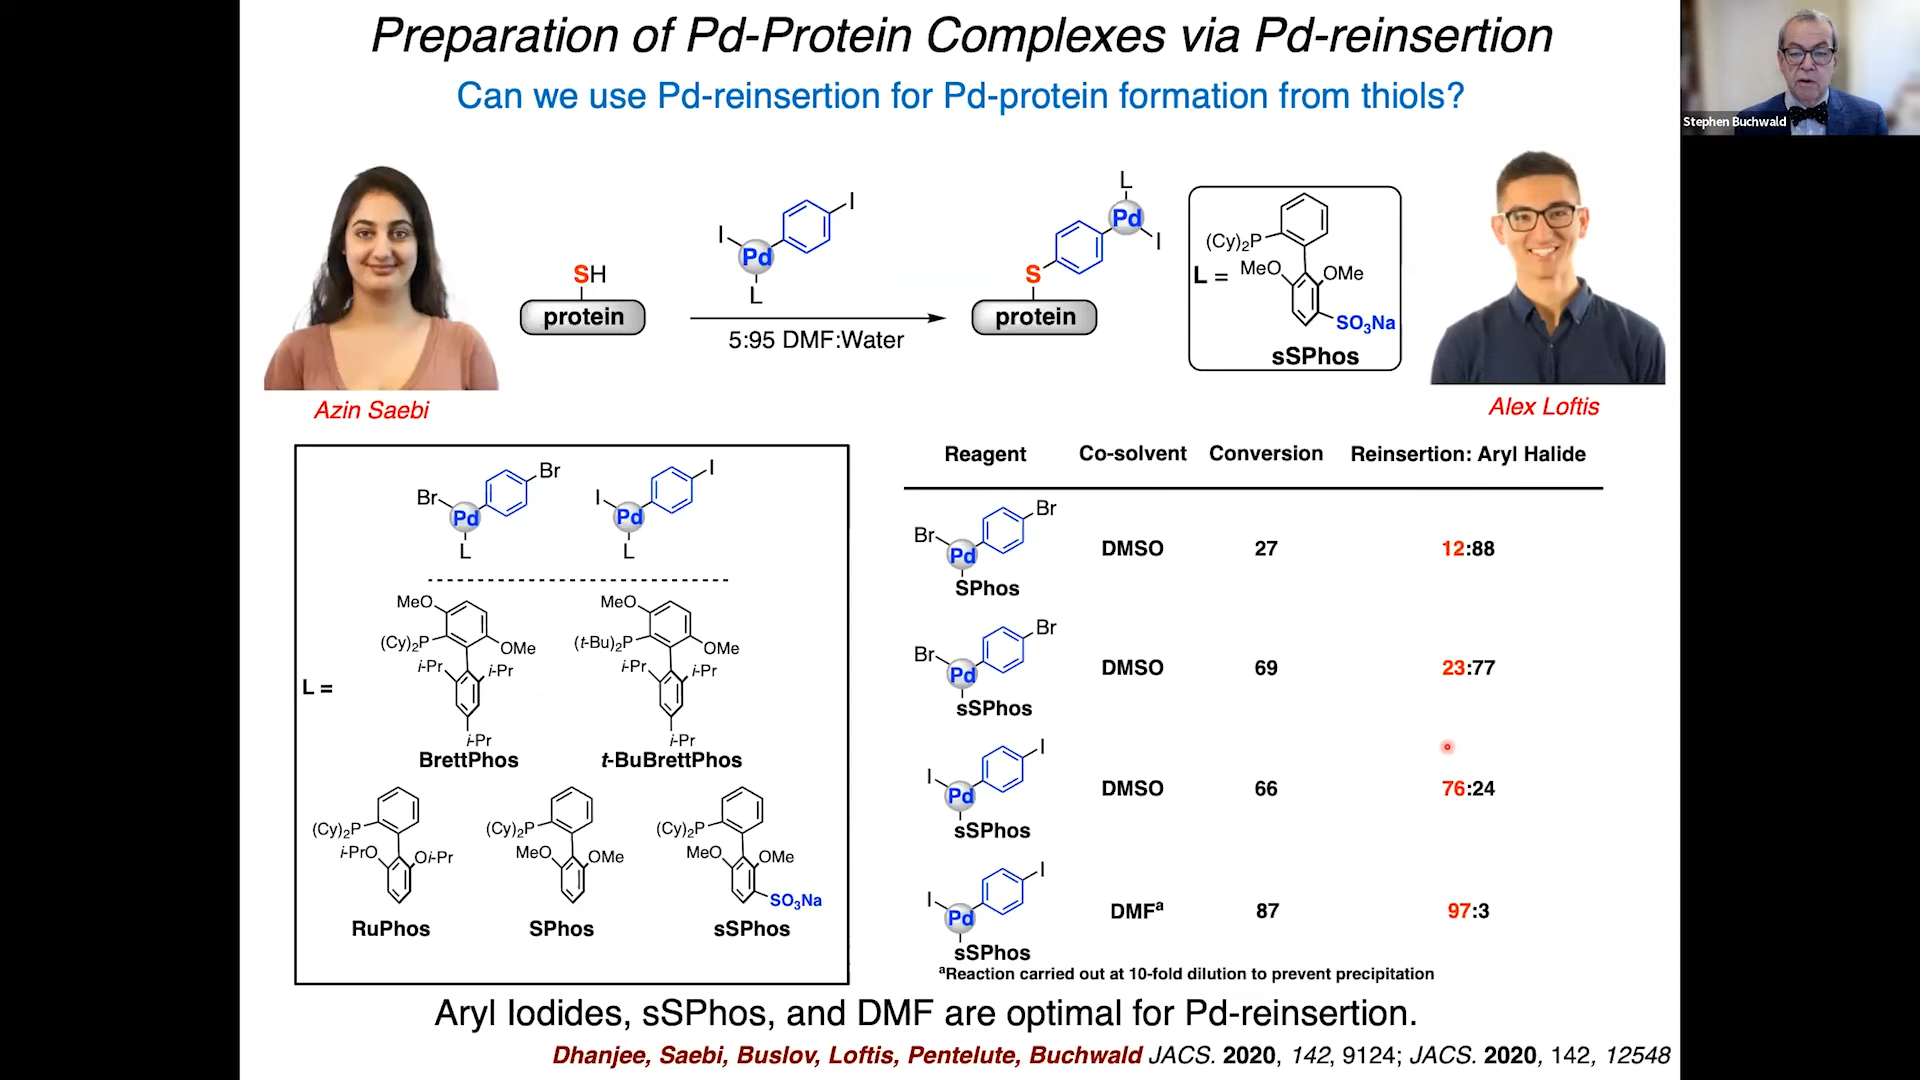 Preparation of Pd-Protein Complexes via Pd-reinsertion
Can we use Pd-reinsertion for Pd-protein formation from thiols?
Stephen Buchwald
Azin Saebi
SH
protein
I
Pd
L
I
5:95 DMF:Water
S
protein
L
Pd
I
L =
(Cy)₂P
MeO
OMe
SO₃Na
sSPhos
Alex Loftis
Br
Pd
L
Br
I
Pd
L
I
L =
MeO
(Cy)₂P
OMe
i-Pr
i-Pr
i-Pr
BrettPhos
MeO
(t-Bu)₂P
OMe
i-Pr
i-Pr
i-Pr
t-BuBrettPhos
(Cy)₂P
i-PrO
Oi-Pr
RuPhos
(Cy)₂P
MeO
OMe
SPhos
(Cy)₂P
MeO
OMe
SO₃Na
sSPhos
Reagent Co-solvent Conversion Reinsertion: Aryl Halide
Br
Br
Pd
SPhos
DMSO 27 12:88
Br
Br
Pd
sSPhos
DMSO 69 23:77
I
I
Pd
sSPhos
DMSO 66 76:24
I
I
Pd
sSPhos
DMFᵃ 87 97:3
ᵃReaction carried out at 10-fold dilution to prevent precipitation
Aryl Iodides, sSPhos, and DMF are optimal for Pd-reinsertion.
Dhanjee, Saebi, Buslov, Loftis, Pentelute, Buchwald JACS. 2020, 142, 9124; JACS. 2020, 142, 12548